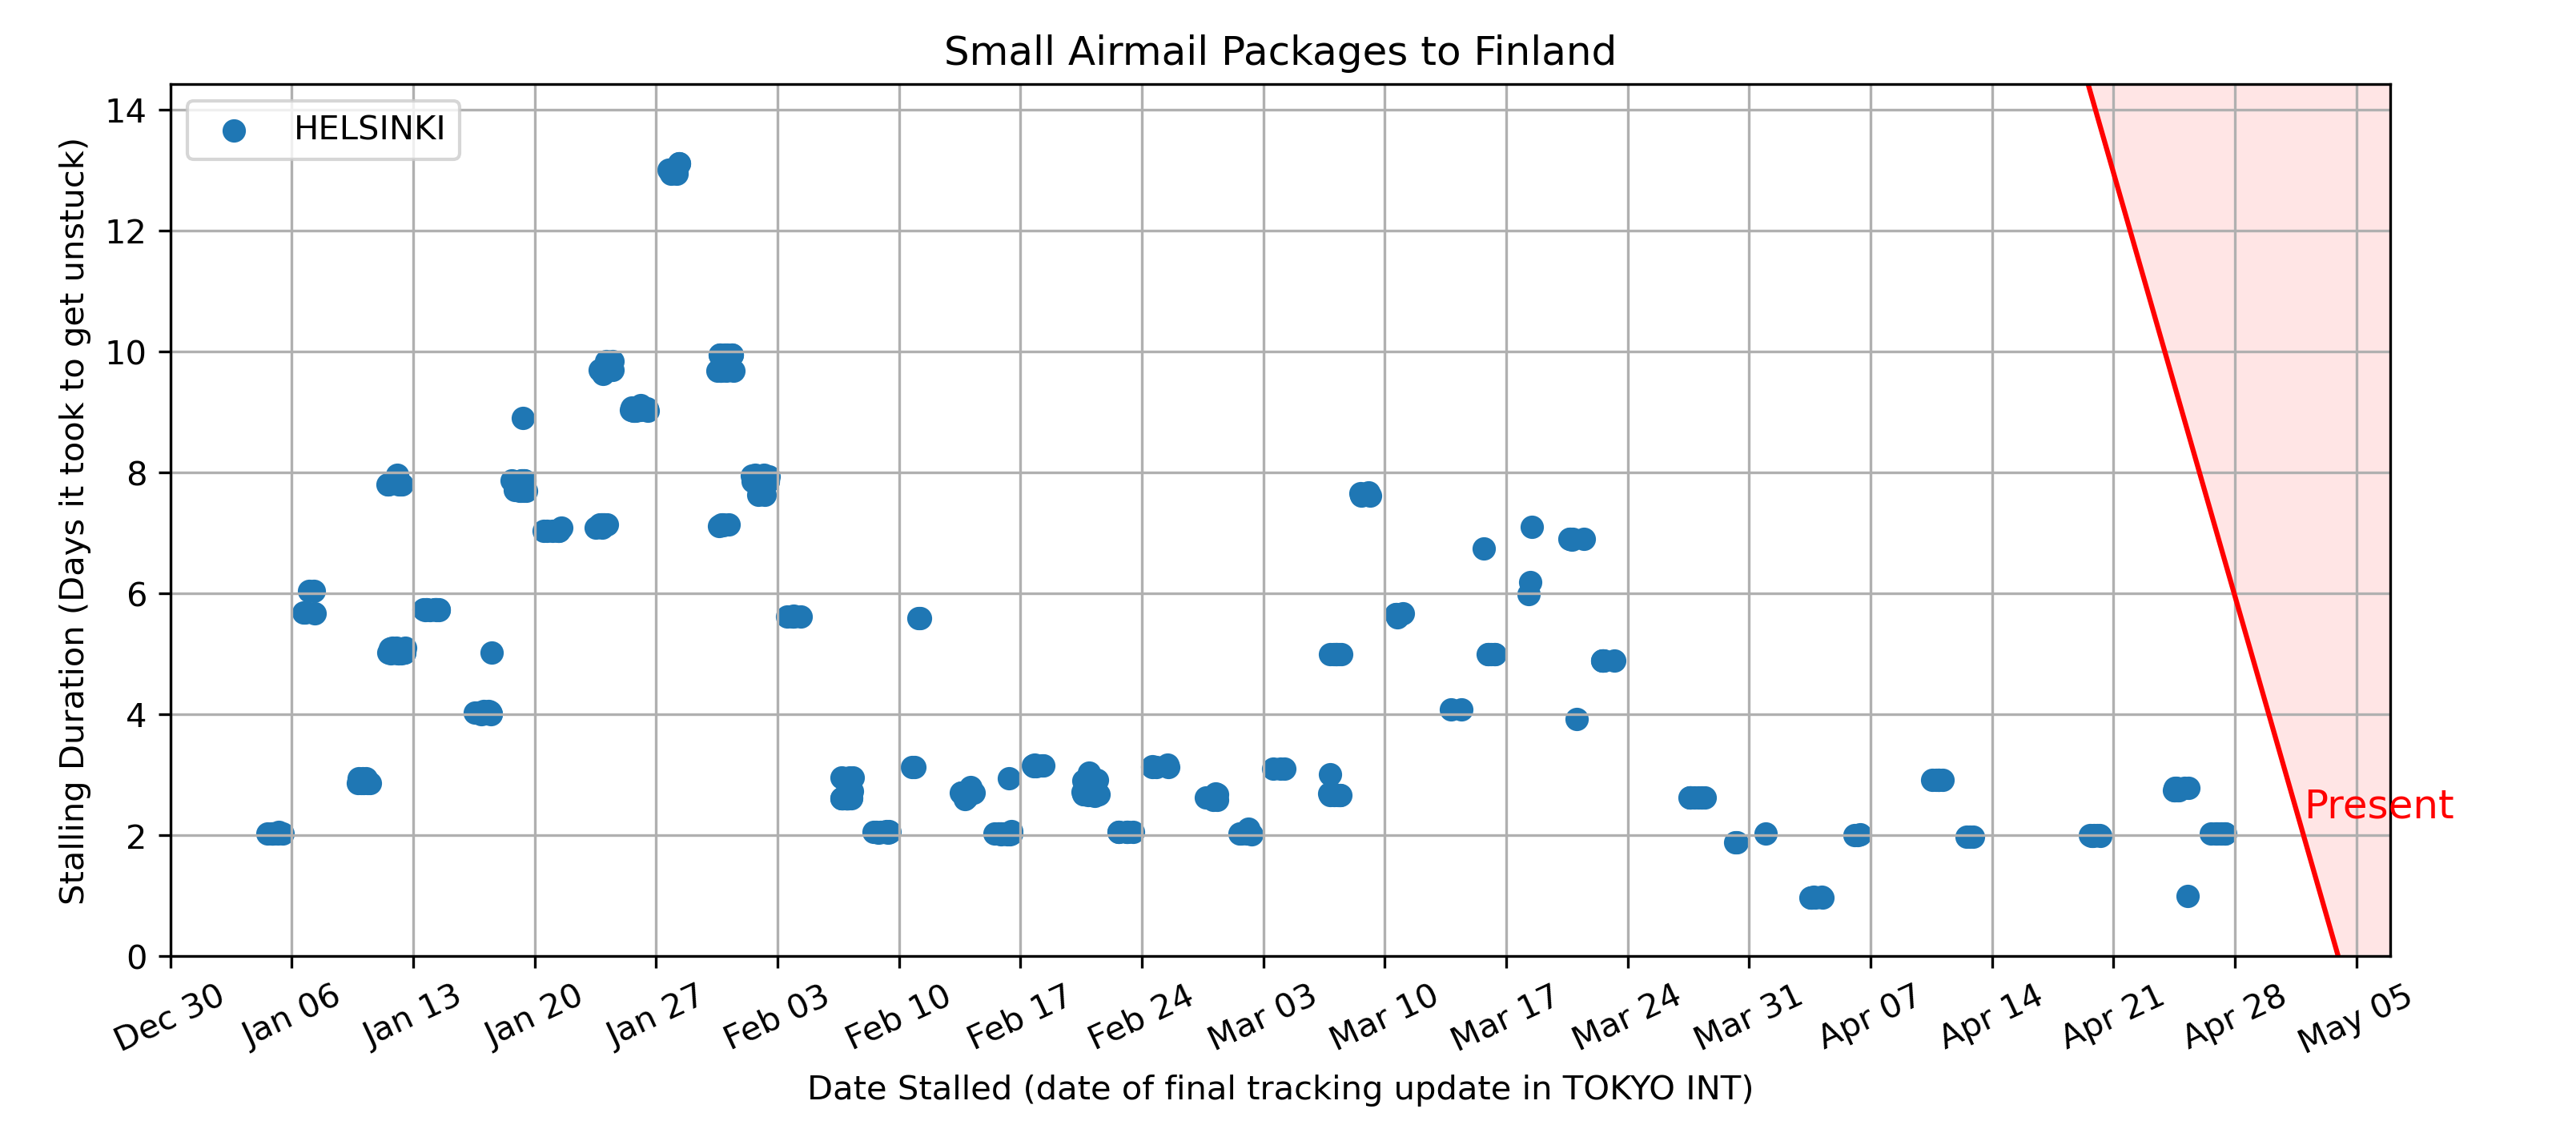 Small Airmail Packages to Finland
HELSINKI
Stalling Duration (Days it took to get unstuck)
14
12
10
8
6
4
2
0
Present
Dec 30
Jan 06
Jan 13
Jan 20
Jan 27
Feb 03
Feb 10
Feb 17
Feb 24
Mar 03
Mar 10
Mar 17
Mar 24
Mar 31
Apr 07
Apr 14
Apr 21
Apr 28
May 05
Date Stalled (date of final tracking update in TOKYO INT)